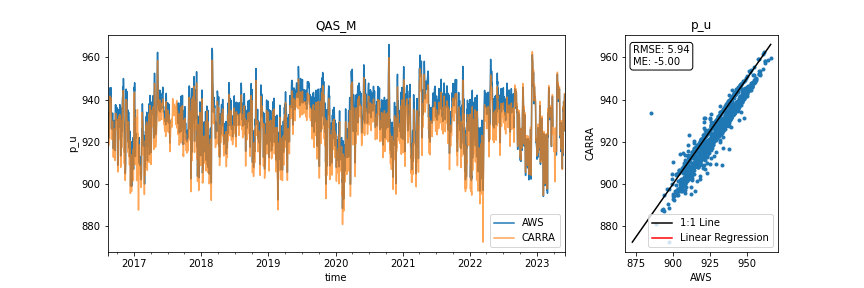 QAS_M
p_u
960
940
920
900
880
2017
2018
2019
2020
2021
2022
2023
time
AWS
CARRA
p_u
CARRA
960
940
920
900
880
RMSE: 5.94
ME: -5.00
1:1 Line
Linear Regression
875
900
925
950
AWS